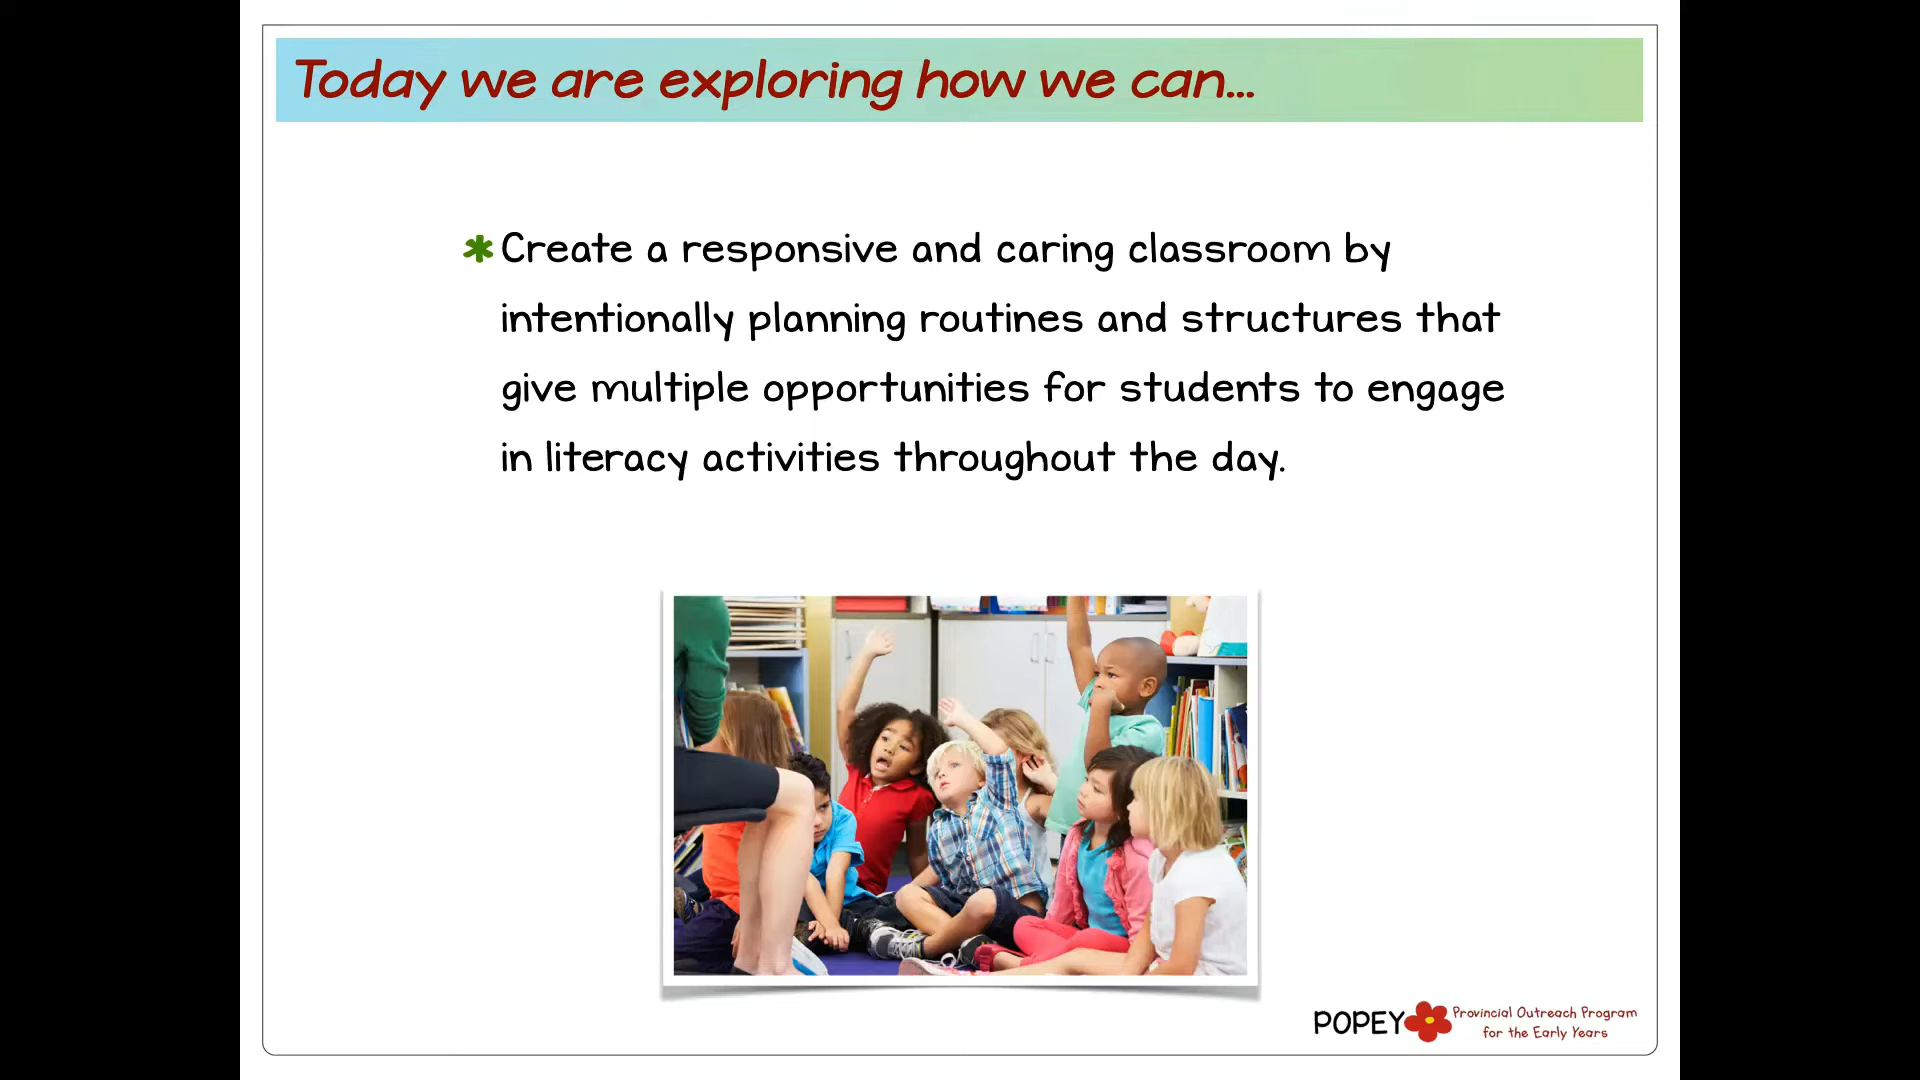 Today we are exploring how we can...
✱ Create a responsive and caring classroom by
intentionally planning routines and structures that
give multiple opportunities for students to engage
in literacy activities throughout the day.
POPEY Provincial Outreach Program
for the Early Years